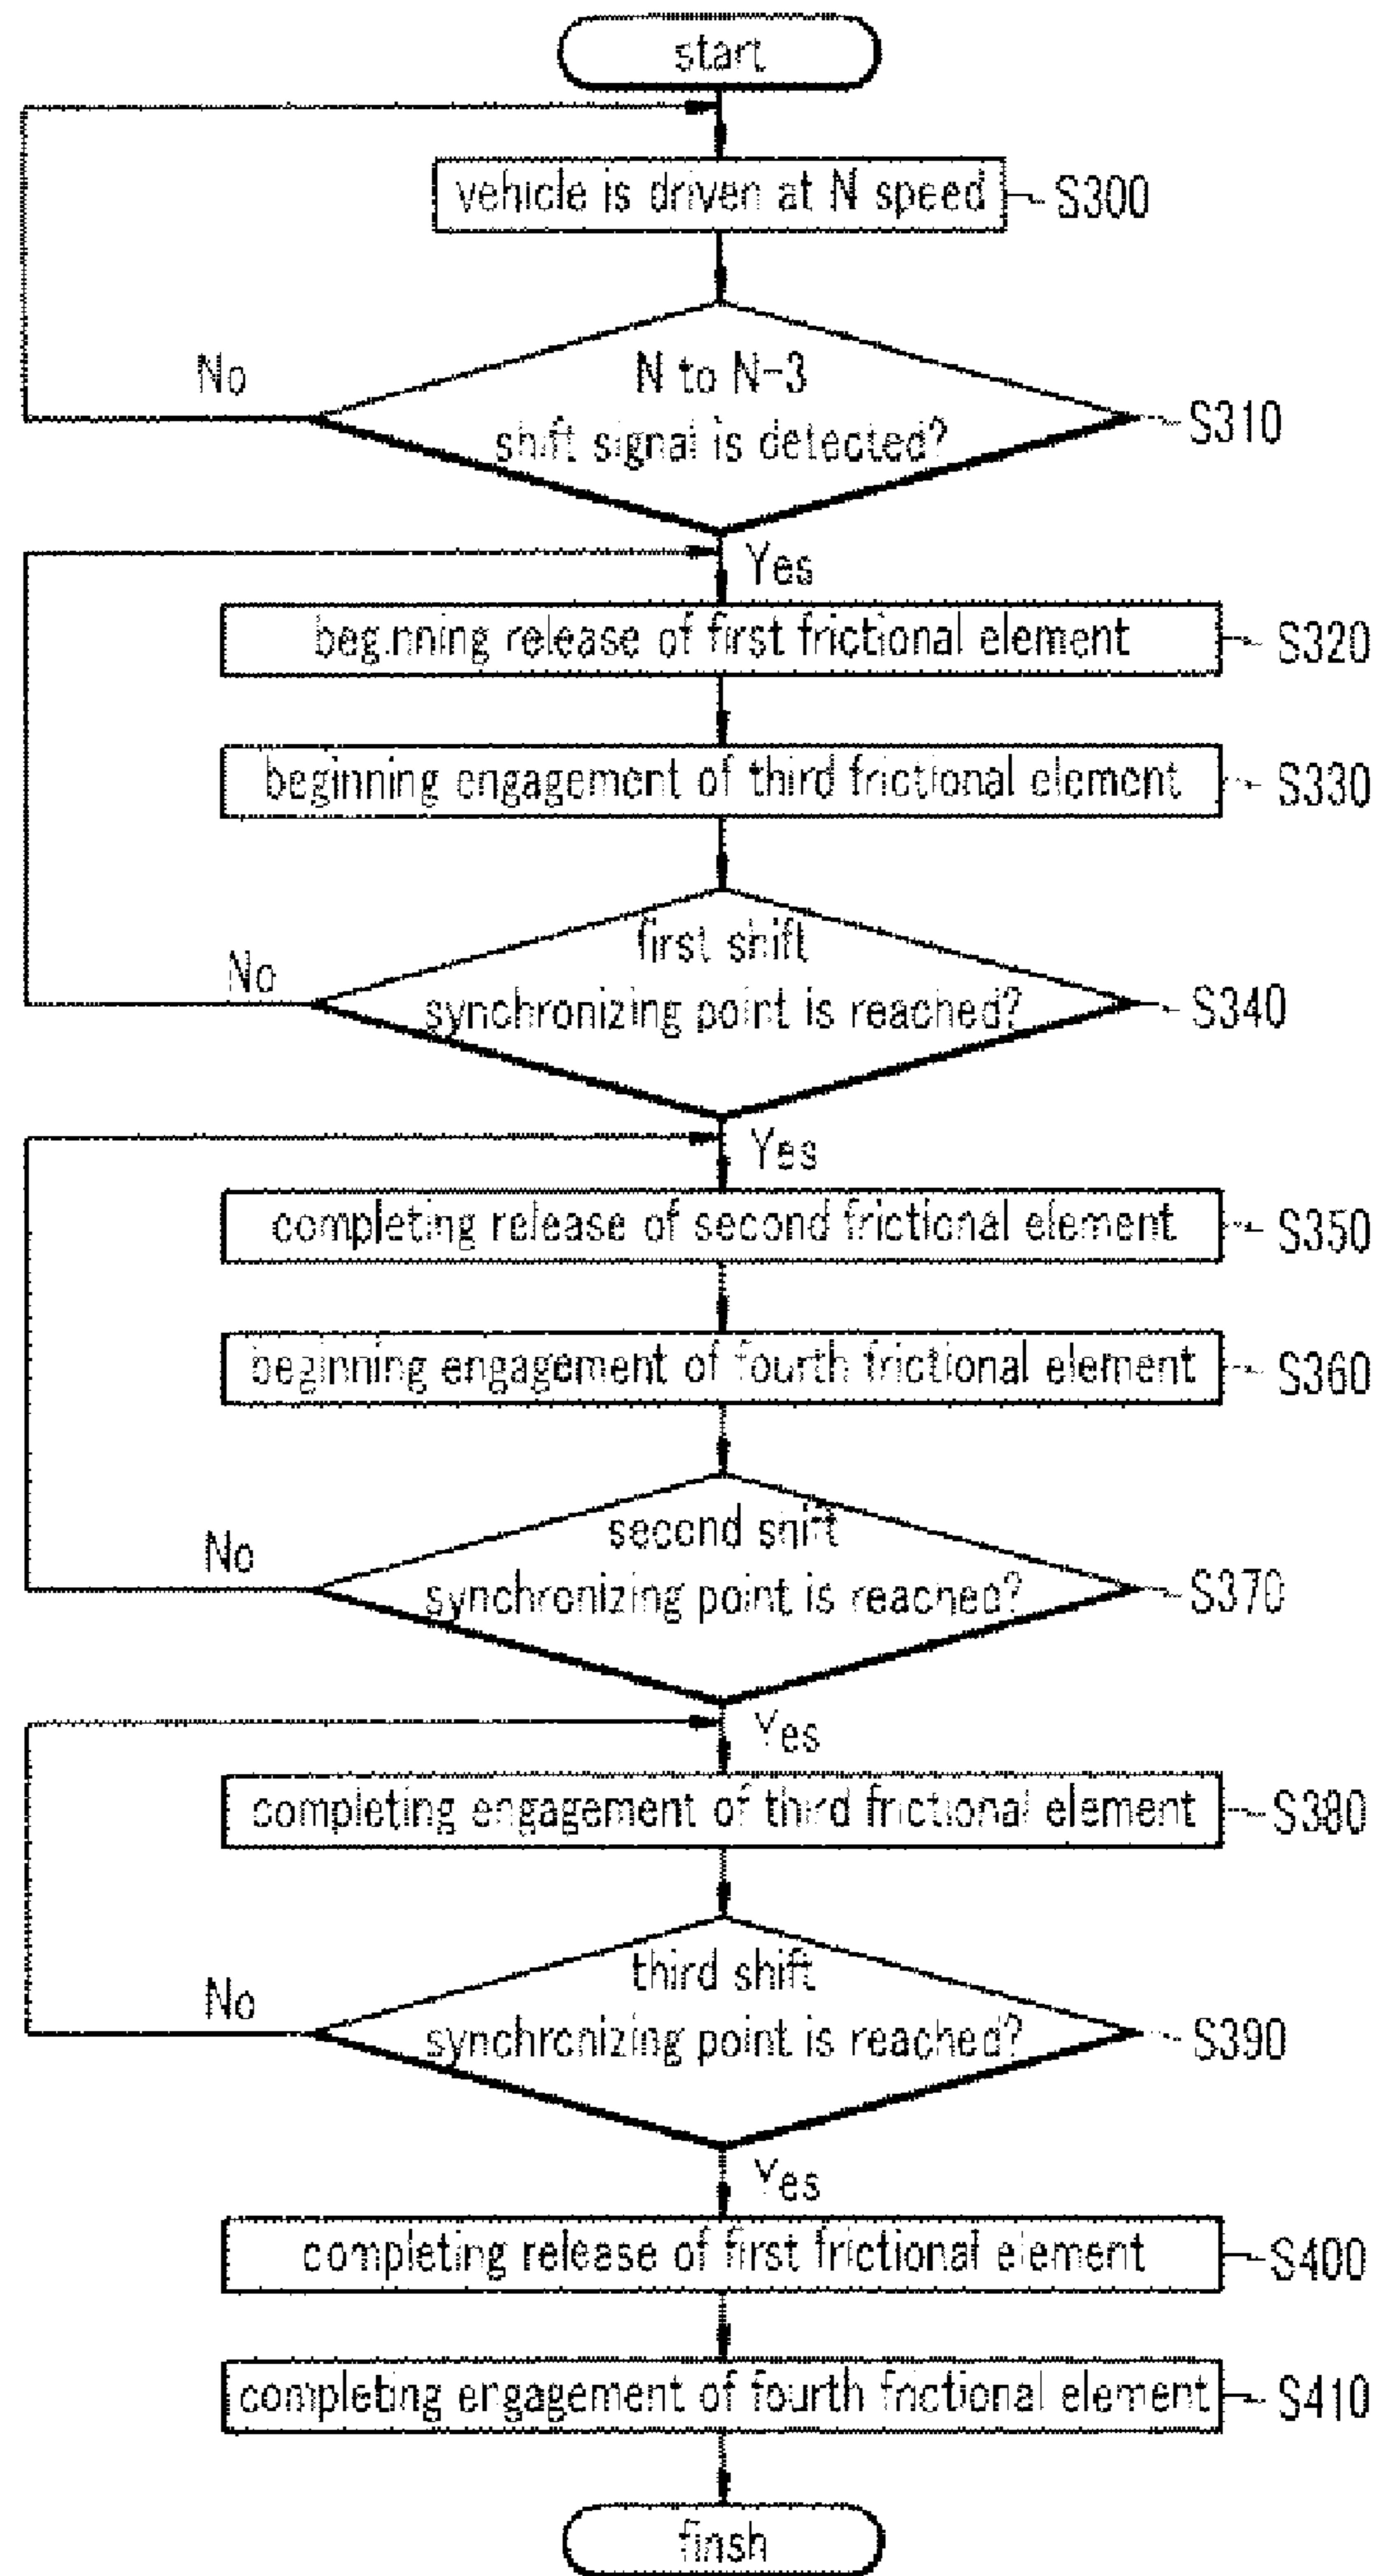 start
vehicle is driven at N speed
S300
N to N-3
shift signal is detected?
No
S310
Yes
beginning release of first frictional element
S320
beginning engagement of third frictional element
S330
first shift
synchronizing point is reached?
No
S340
Yes
completing release of second frictional element
S350
beginning engagement of fourth frictional element
S360
second shift
synchronizing point is reached?
No
S370
Yes
completing engagement of third frictional element
S380
third shift
synchronizing point is reached?
No
S390
Yes
completing release of first frictional element
S400
completing engagement of fourth frictional element
S410
finsh